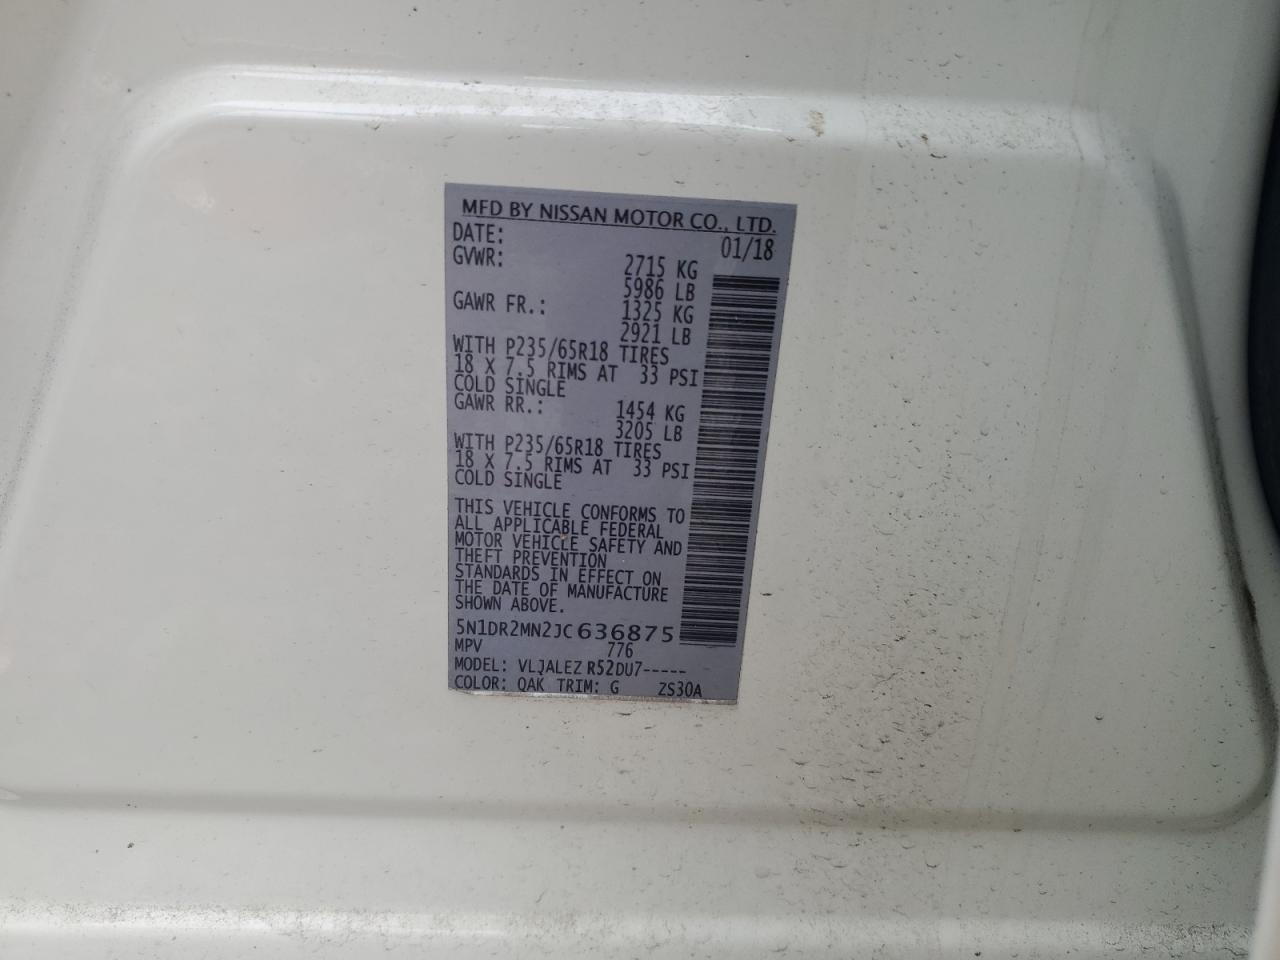 MFD BY NISSAN MOTOR CO., LTD.
DATE: 01/18
GVWR: 2715 KG
5986 LB
GAWR FR.: 1325 KG
2921 LB
WITH P235/65R18 TIRES
18 X 7.5 RIMS AT 33 PSI
COLD SINGLE
GAWR RR.: 1454 KG
3205 LB
WITH P235/65R18 TIRES
18 X 7.5 RIMS AT 33 PSI
COLD SINGLE
THIS VEHICLE CONFORMS TO
ALL APPLICABLE FEDERAL
MOTOR VEHICLE SAFETY AND
THEFT PREVENTION
STANDARDS IN EFFECT ON
THE DATE OF MANUFACTURE
SHOWN ABOVE.
5N1DR2MN2JC636875
MPV 776
MODEL: VLJALEZ R52DU7-----
COLOR: QAK TRIM: G ZS30A